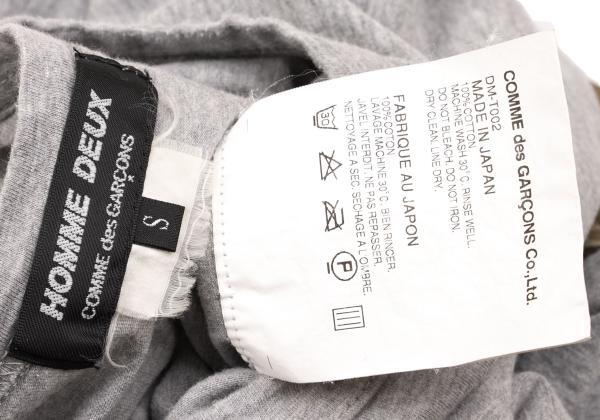 HOMME DEUX
COMME des GARÇONS
S
COMME des GARÇONS Co.,Ltd.
DM-T002
MADE IN JAPAN
100% COTTON
MACHINE WASH 30°C. RINSE WELL.
DO NOT BLEACH. DO NOT IRON.
DRY CLEAN. LINE DRY.
FABRIQUE AU JAPON
100% COTON
LAVAGE MACHINE 30°C. BIEN RINCER.
JAVEL INTERDIT. NE PAS REPASSER.
NETTOYAGE A SEC. SECHAGE A L'OMBRE.
30
P